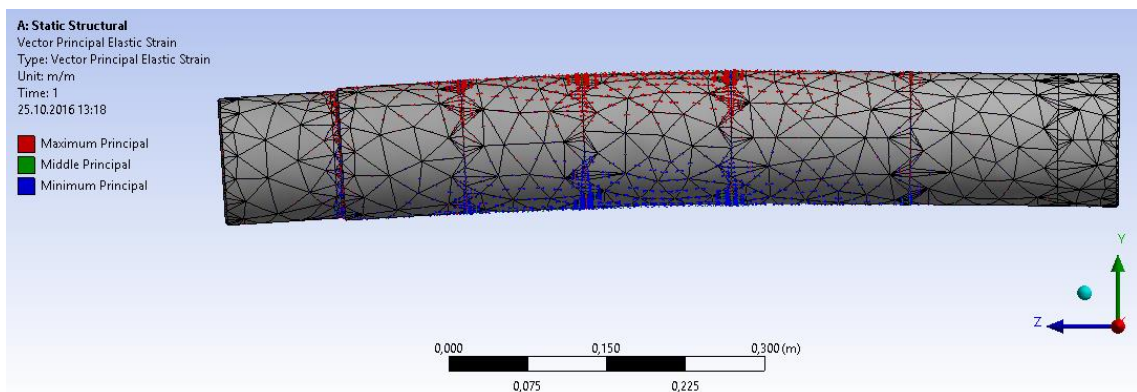 A: Static Structural
Vector Principal Elastic Strain
Type: Vector Principal Elastic Strain
Unit: m/m
Time: 1
25.10.2016 13:18
Maximum Principal
Middle Principal
Minimum Principal
Y
Z
0,000 0,150 0,300 (m)
0,075 0,225